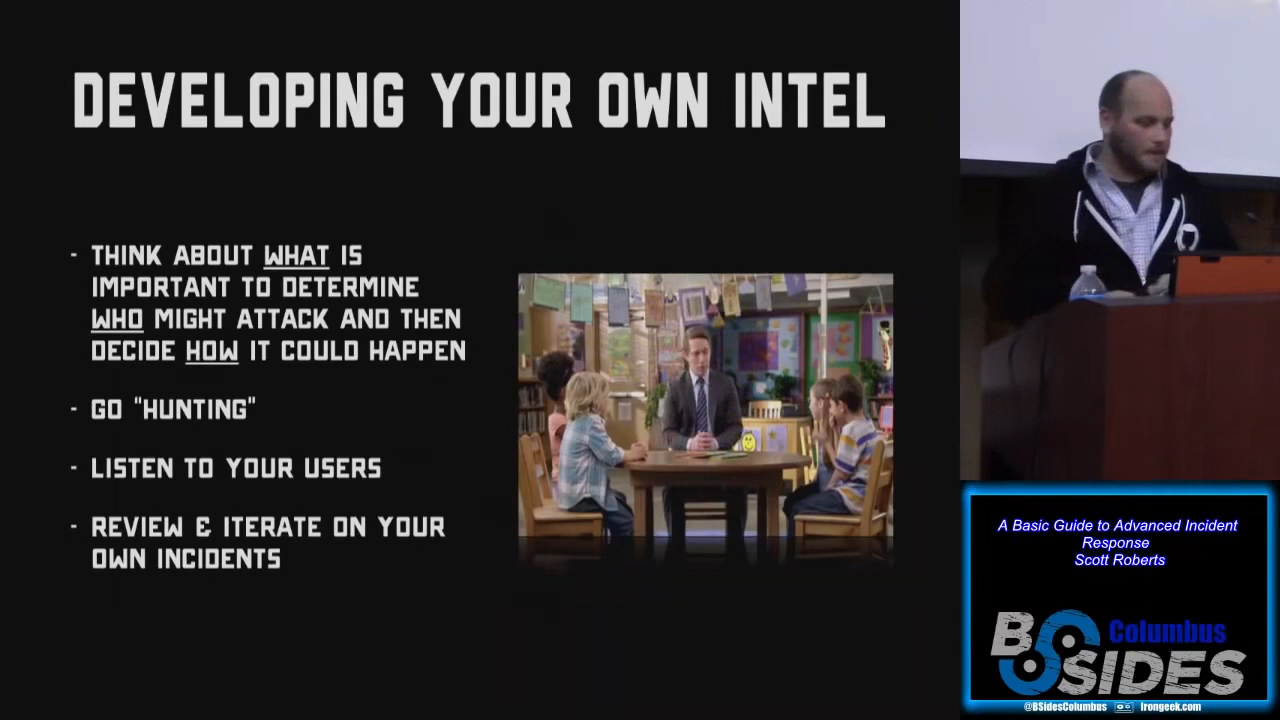 DEVELOPING YOUR OWN INTEL
- THINK ABOUT WHAT IS
IMPORTANT TO DETERMINE
WHO MIGHT ATTACK AND THEN
DECIDE HOW IT COULD HAPPEN
- GO "HUNTING"
- LISTEN TO YOUR USERS
- REVIEW & ITERATE ON YOUR
OWN INCIDENTS
A Basic Guide to Advanced Incident
Response
Scott Roberts
BSIDES
Columbus
@BSidesColumbus Irongeek.com